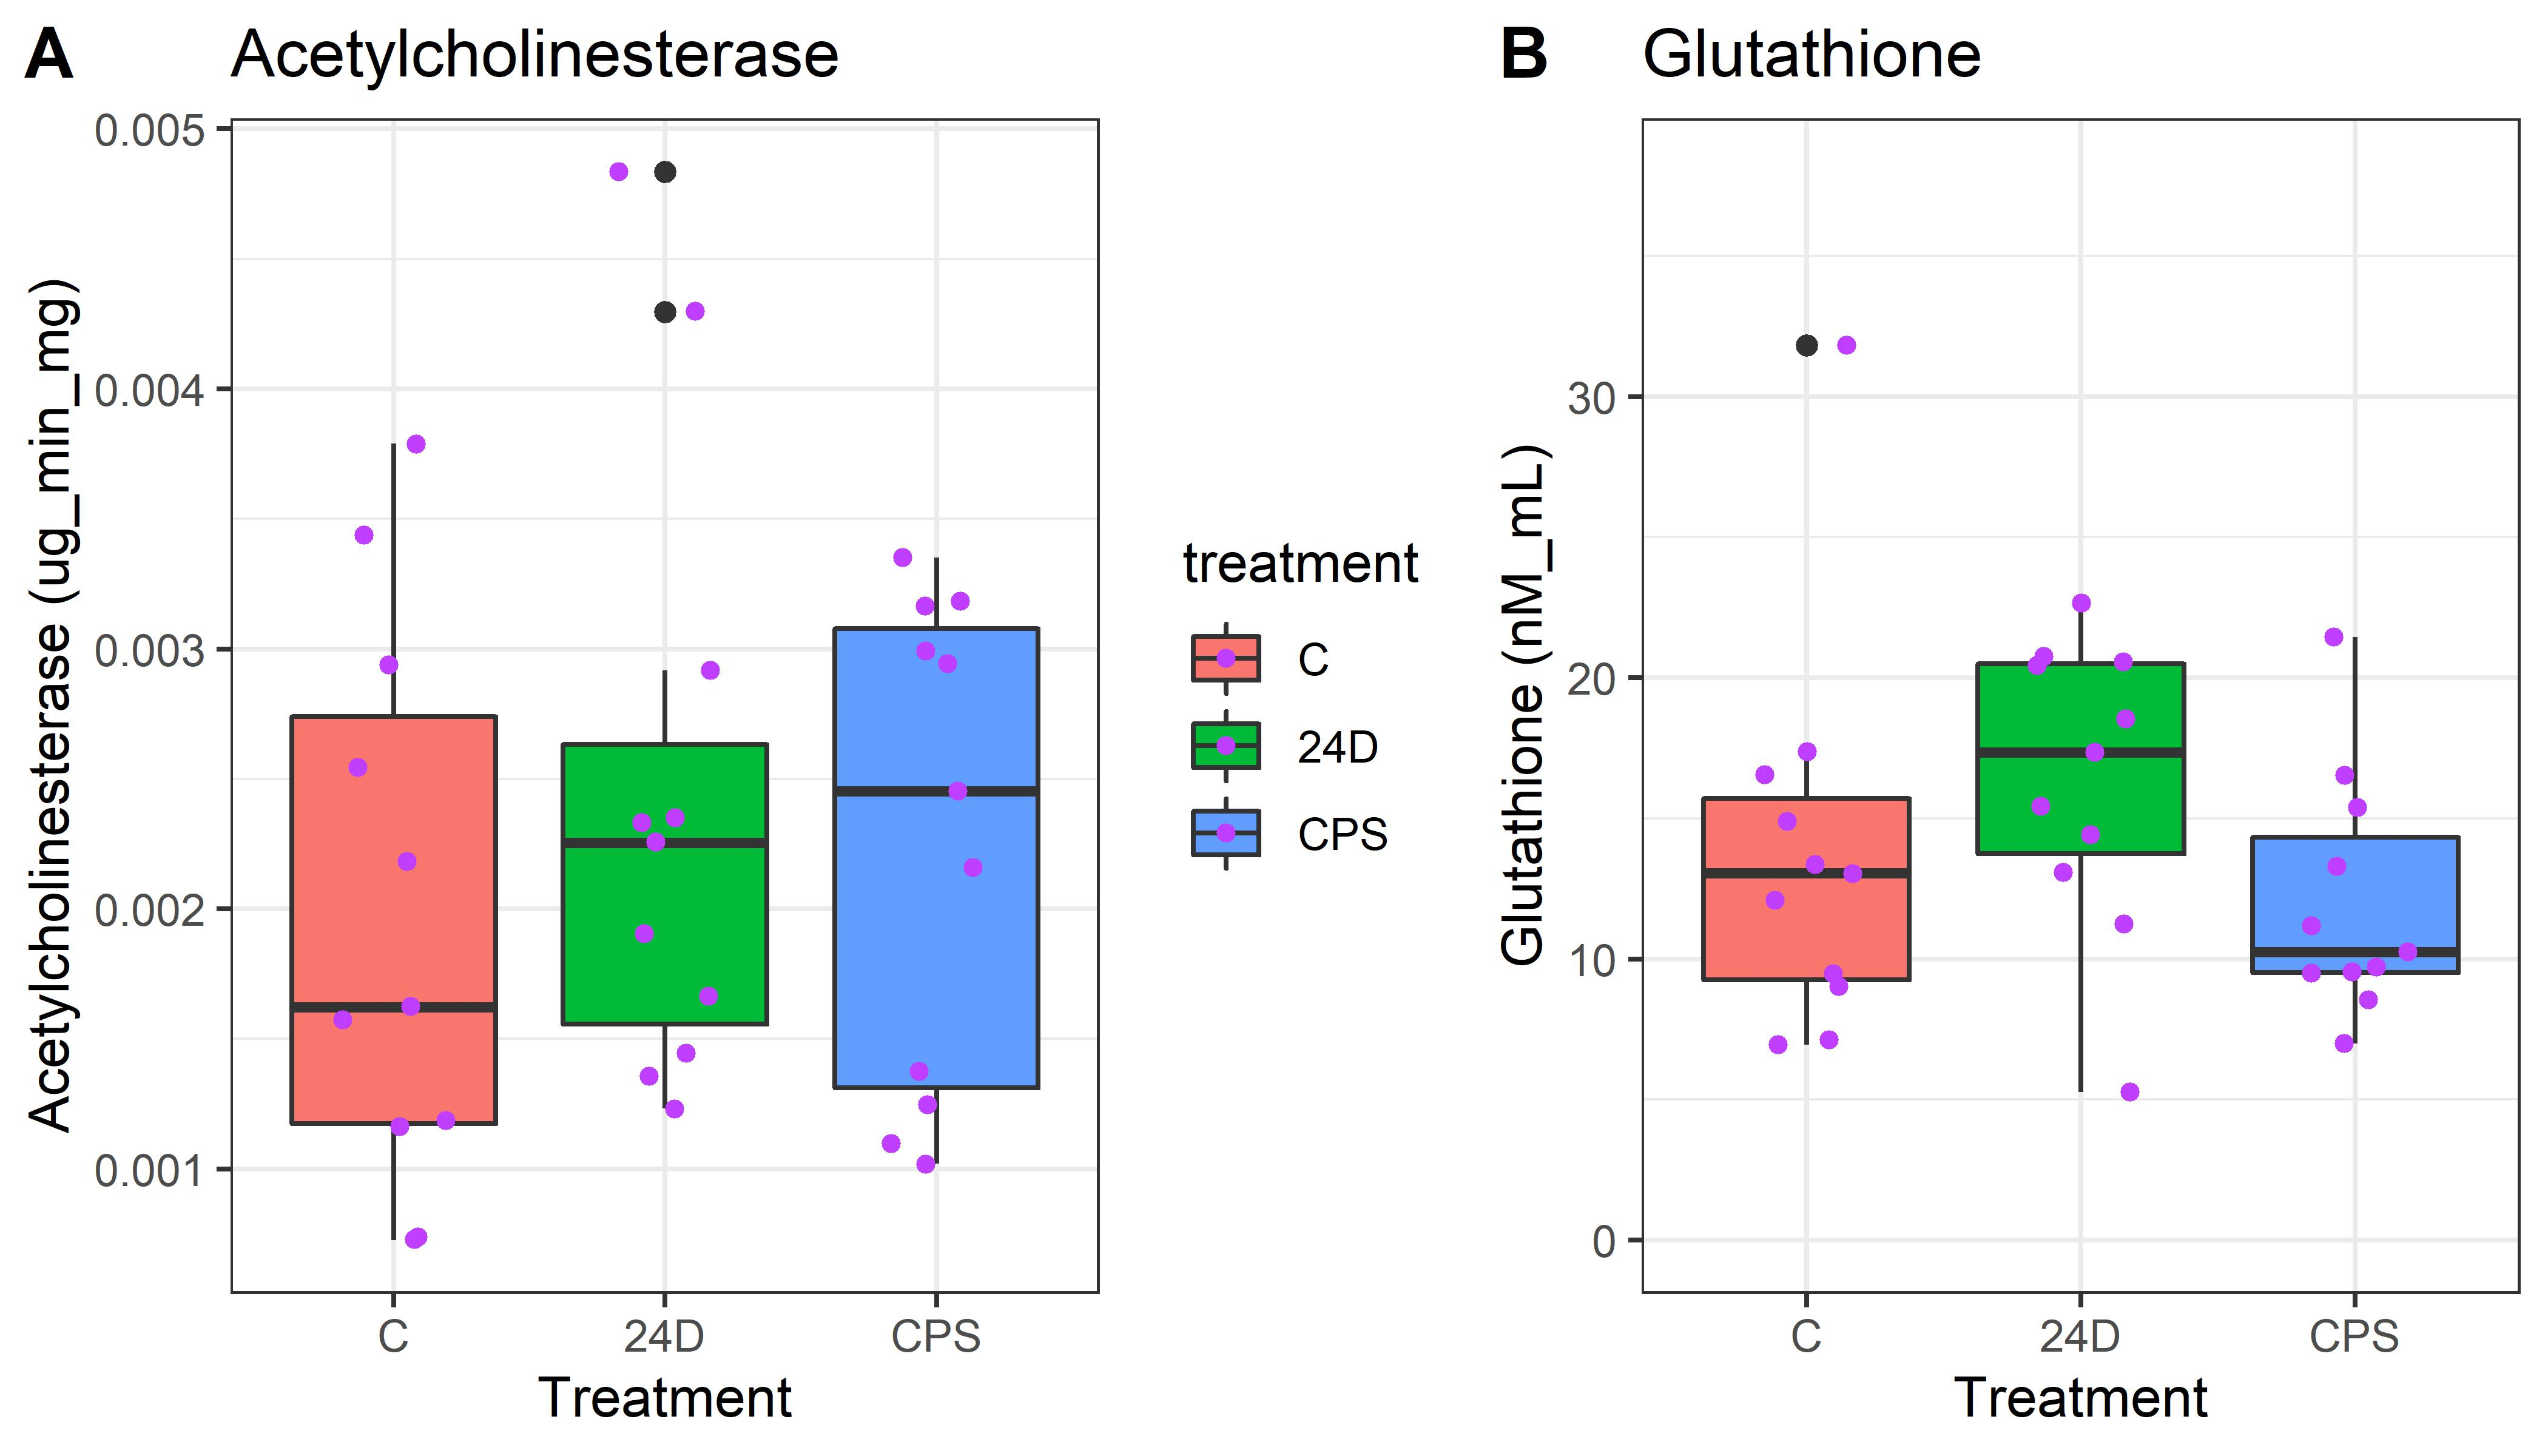 A Acetylcholinesterase
Acetylcholinesterase (ug_min_mg)
0.005
0.004
0.003
0.002
0.001
C 24D CPS
Treatment
treatment
C
24D
CPS
B Glutathione
Glutathione (nM_mL)
30
20
10
0
C 24D CPS
Treatment